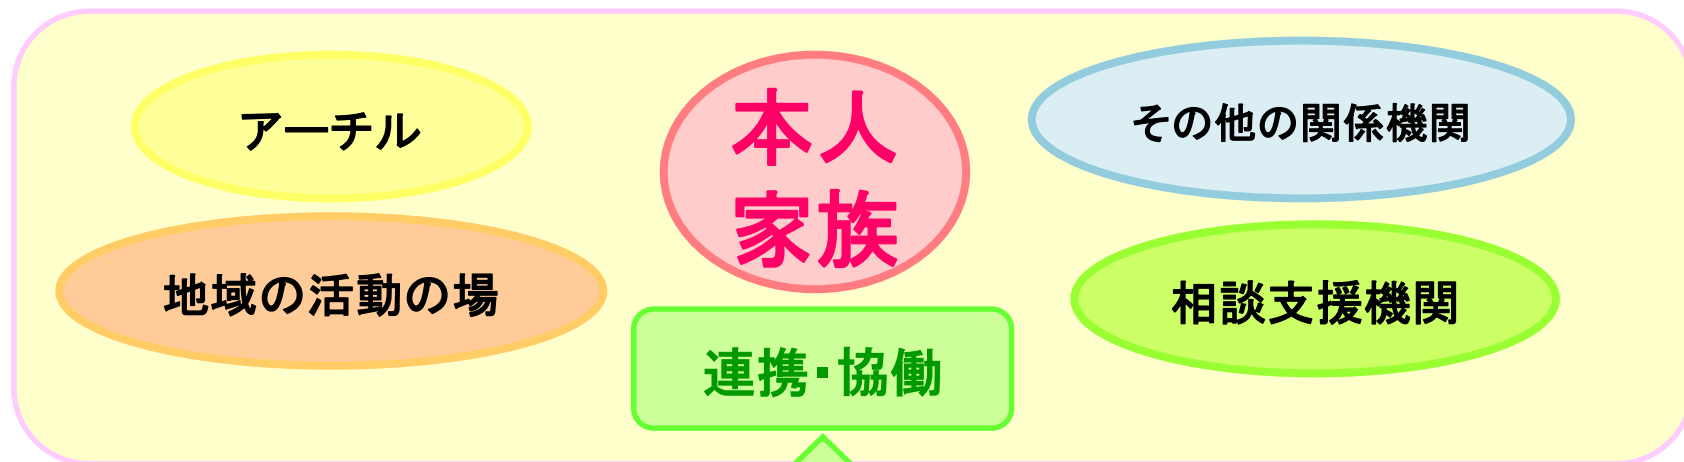 アーチル
本人
家族
その他の関係機関
地域の活動の場
相談支援機関
連携・協働